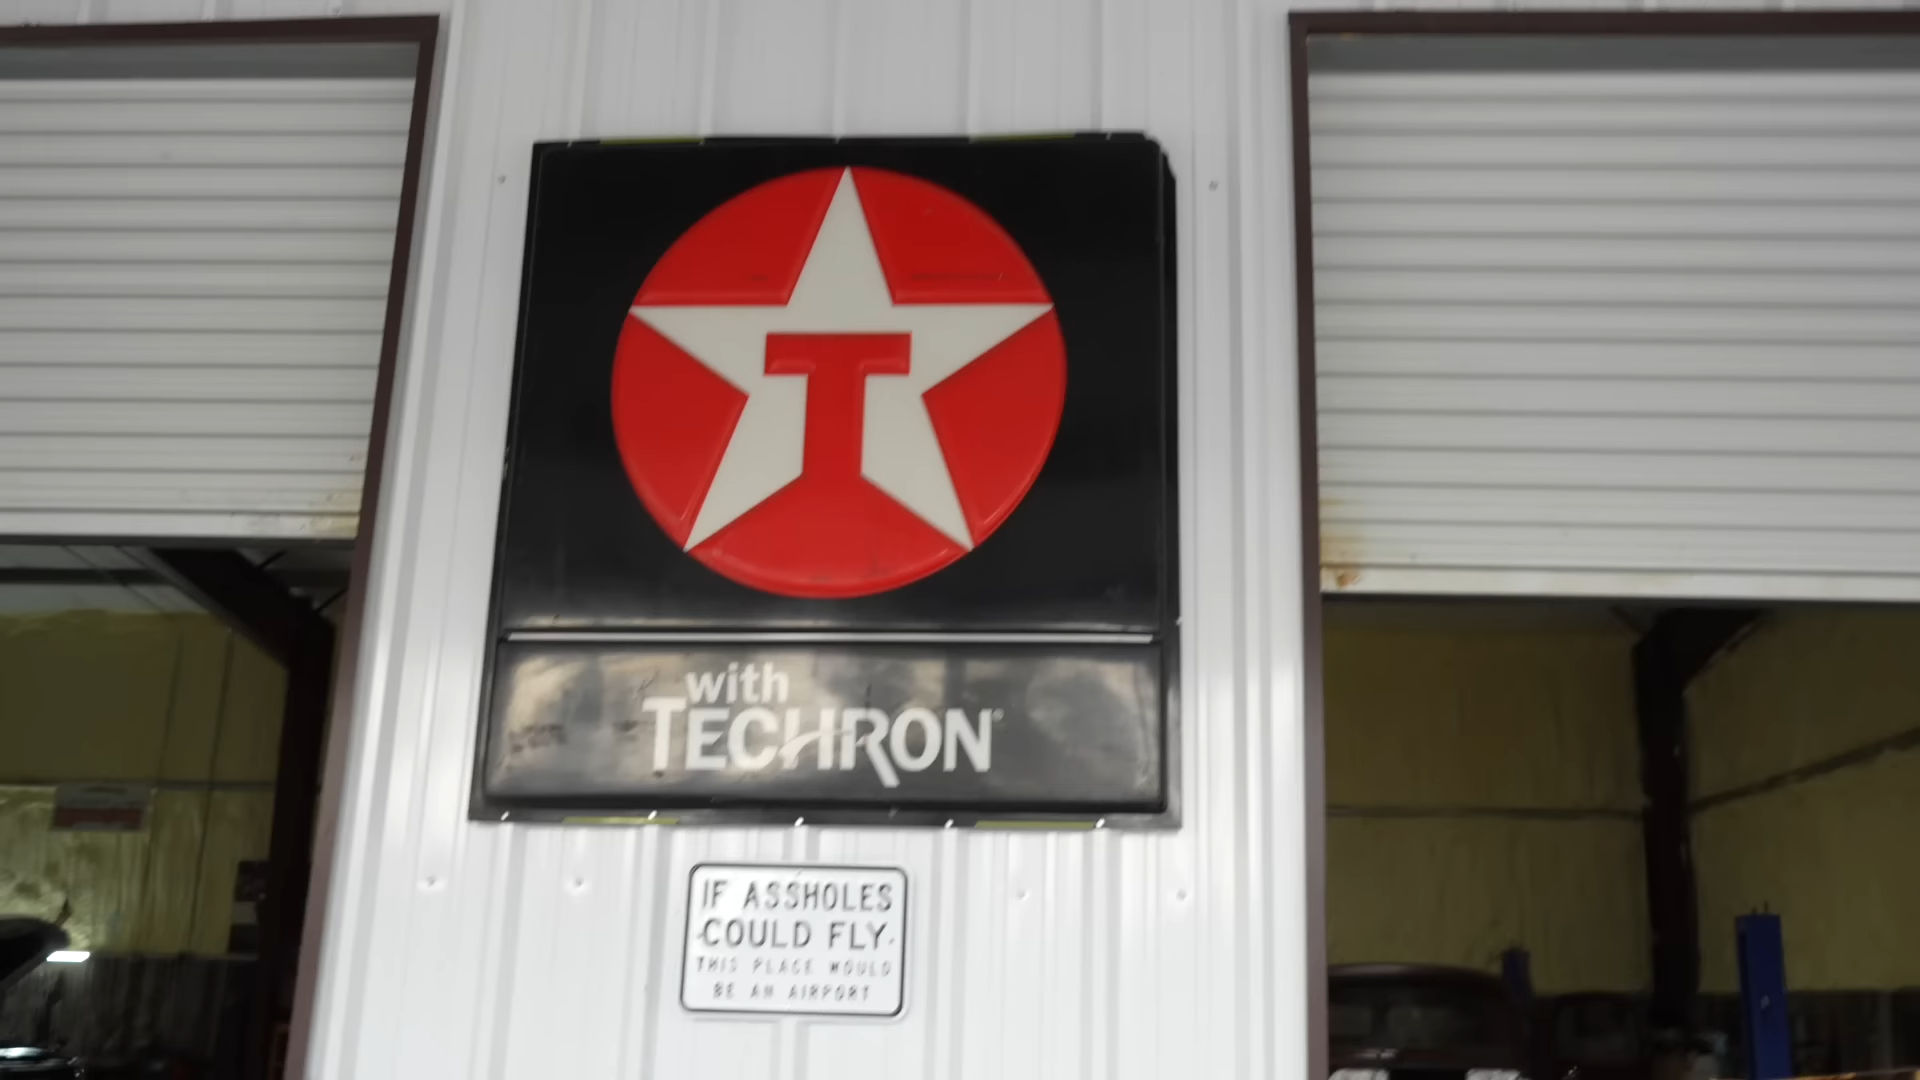 T
with
TECHRON
IF ASSHOLES
COULD FLY
THIS PLACE WOULD
BE AN AIRPORT